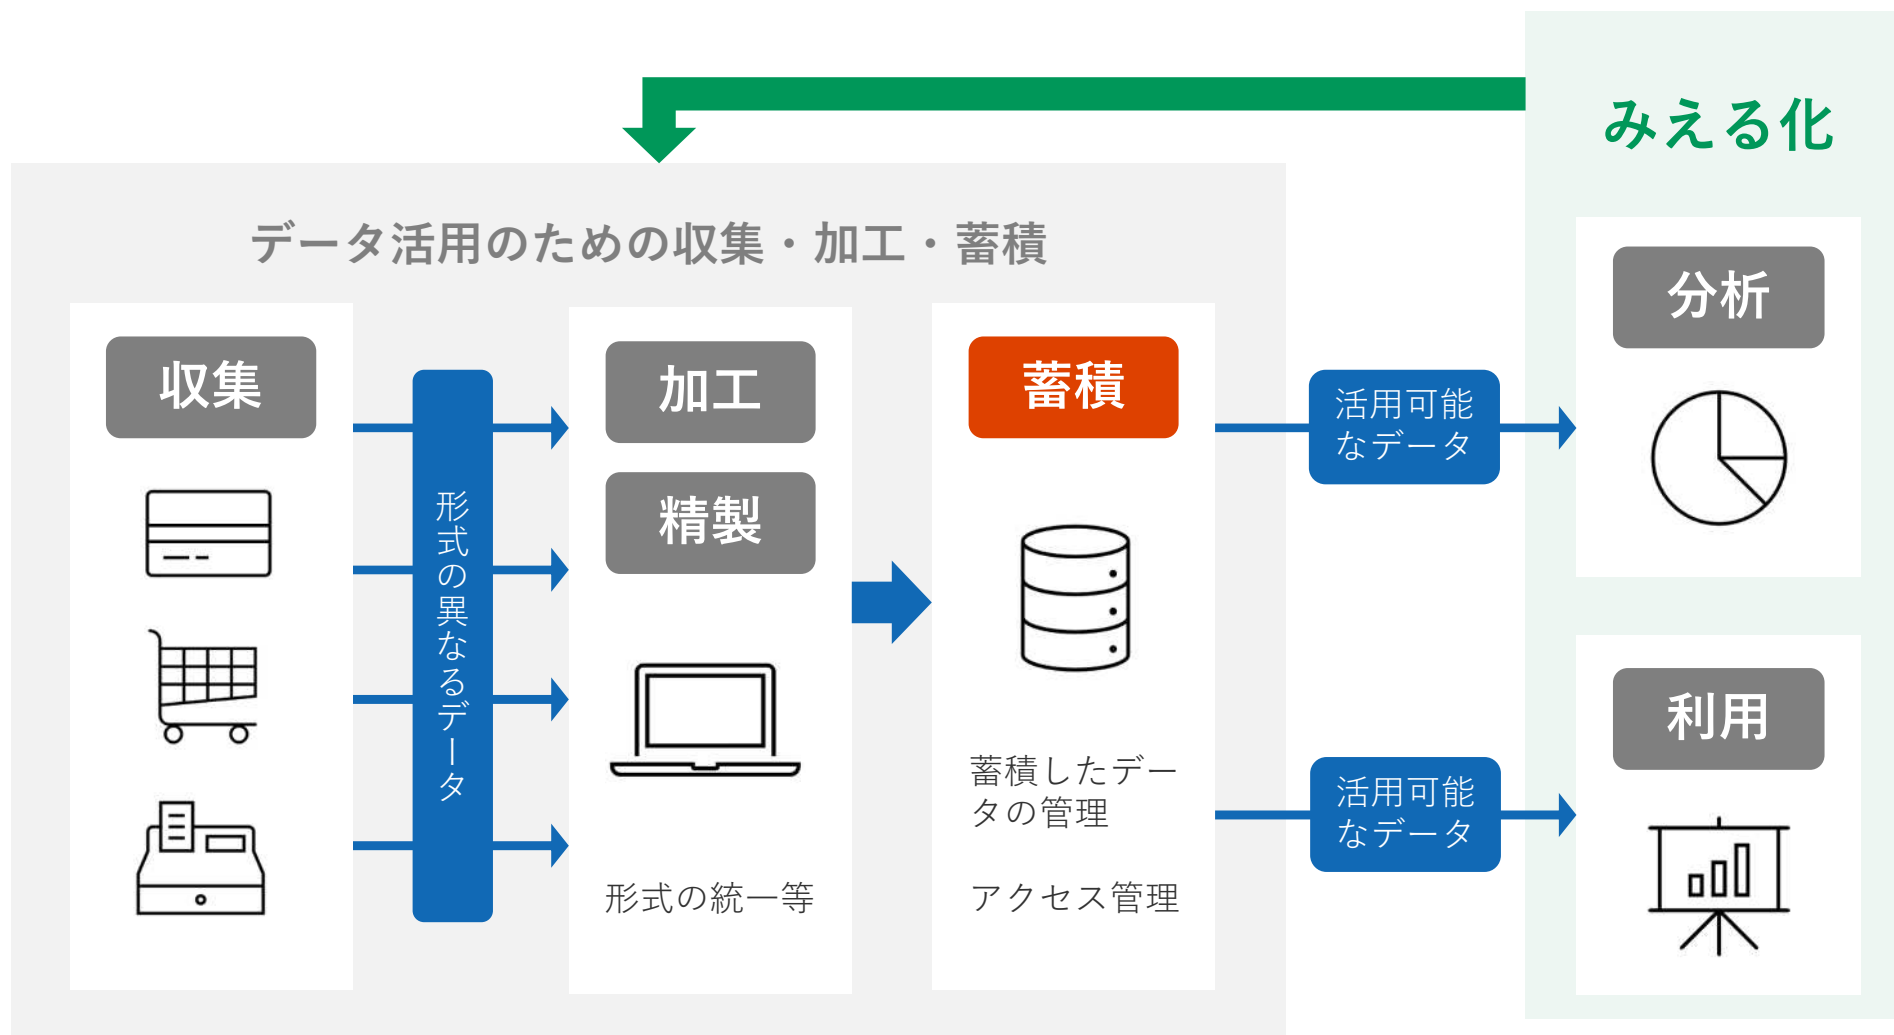 みえる化
データ活用のための収集・加工・蓄積
収集
形式の異なるデータ
加工
精製
形式の統一等
蓄積
蓄積したデー
タの管理
アクセス管理
活用可能
なデータ
活用可能
なデータ
分析
利用